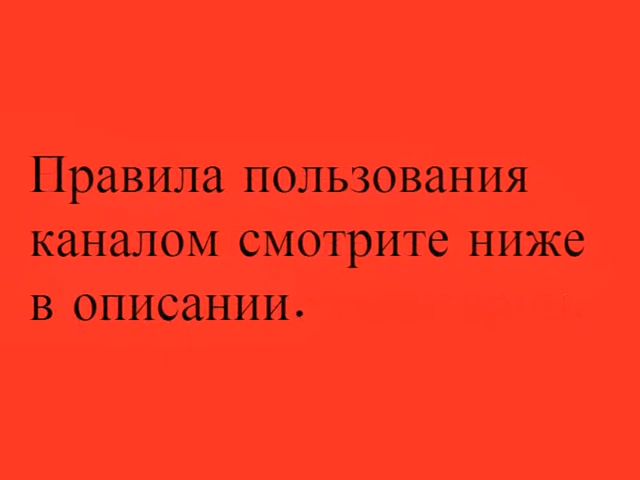 Правила пользования
каналом смотрите ниже
в описании.